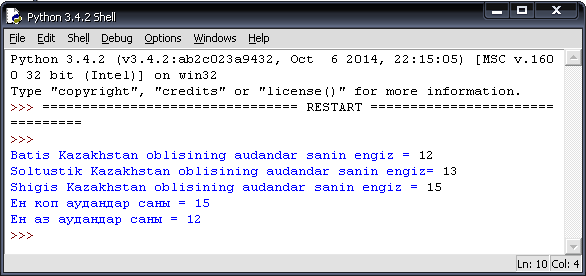 Python 3.4.2 Shell
File Edit Shell Debug Options Windows Help
Python 3.4.2 (v3.4.2:ab2c023a9432, Oct  6 2014, 22:15:05) [MSC v.160
0 32 bit (Intel)] on win32
Type "copyright", "credits" or "license()" for more information.
>>> ================================ RESTART =======================
=========
>>>
Batis Kazakhstan oblisining audandar sanin engiz = 12
Soltustik Kazakhstan oblisining audandar sanin engiz= 13
Shigis Kazakhstan oblisining audandar sanin engiz = 15
Ен коп аудандар саны = 15
Ен аз аудандар саны = 12
>>>
Ln: 10 Col: 4